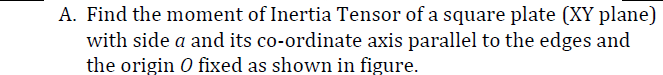 A. Find the moment of Inertia Tensor of a square plate (XY plane)
with side a and its co-ordinate axis parallel to the edges and
the origin O fixed as shown in figure.